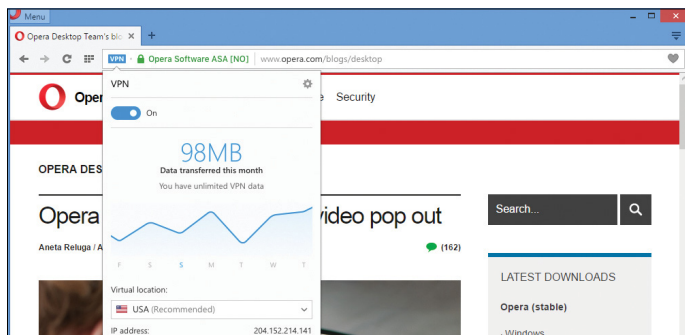 Menu
Opera Desktop Team's blo
VPN Opera Software ASA [NO] www.opera.com/blogs/desktop
VPN
Oper
e Security
On
98MB
Data transferred this month
You have unlimited VPN data
OPERA DES
Opera
video pop out
Aneta Reluga / A
(162)
F S S M T W T
Virtual location:
USA (Recommended)
IP address: 204.152.214.141
Search...
LATEST DOWNLOADS
Opera (stable)
- Windows